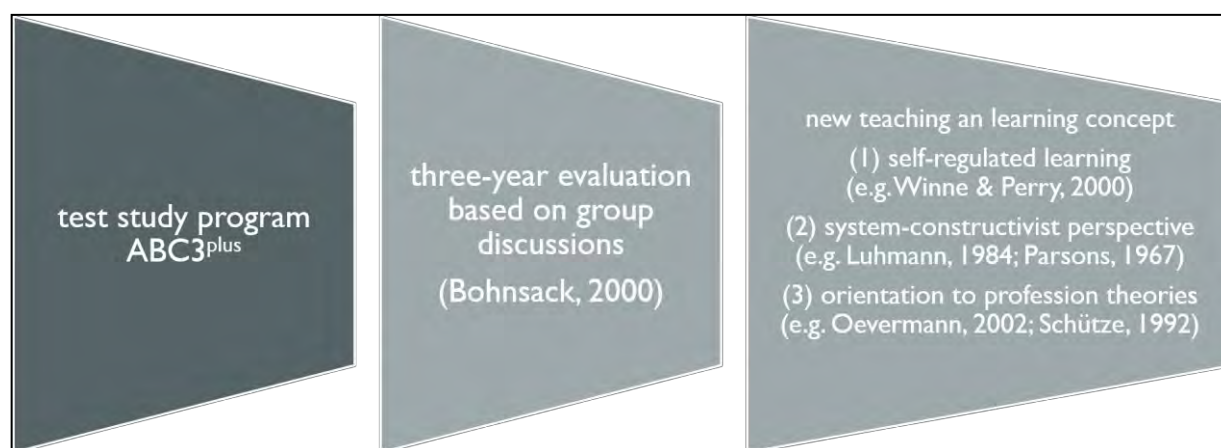 test study program
ABC3plus
three-year evaluation
based on group
discussions
(Bohnsack, 2000)
new teaching an learning concept
(1) self-regulated learning
(e.g. Winne & Perry, 2000)
(2) system-constructivist perspective
(e.g. Luhmann, 1984; Parsons, 1967)
(3) orientation to profession theories
(e.g. Oevermann, 2002; Schütze, 1992)